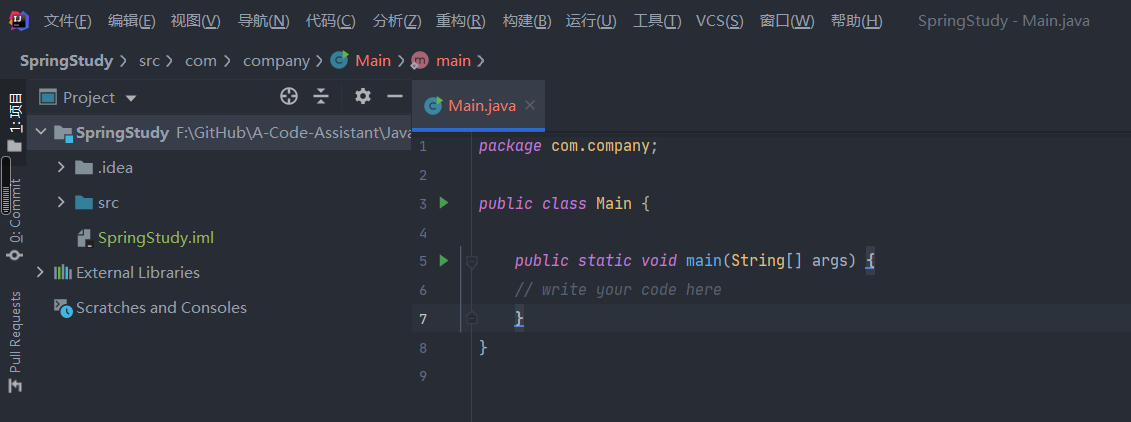 文件(F) 编辑(E) 视图(V) 导航(N) 代码(C) 分析(Z) 重构(R) 构建(B) 运行(U) 工具(T) VCS(S) 窗口(W) 帮助(H) SpringStudy - Main.java
SpringStudy src com company Main main
1: 项目
0: Commit
Pull Requests
Project
SpringStudy F:\GitHub\A-Code-Assistant\Java
.idea
src
SpringStudy.iml
External Libraries
Scratches and Consoles
Main.java
1 package com.company;
2
3 public class Main {
4
5 public static void main(String[] args) {
6 // write your code here
7 }
8 }
9